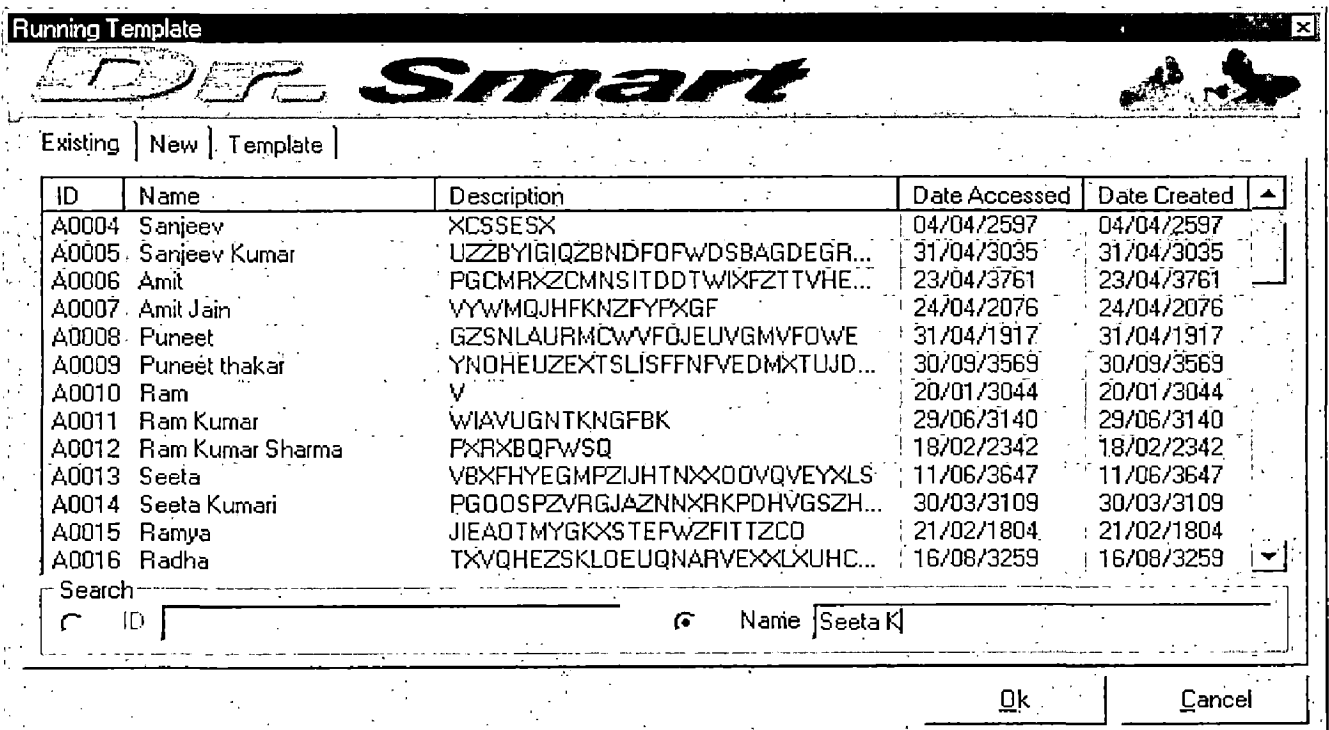 Running Template
Dr. Smart
Existing New Template
ID Name Description Date Accessed Date Created
A0004 Sanjeev XCSSESX 04/04/2597 04/04/2597
A0005 Sanjeev Kumar UZZBYIGIQZBNDFOFWDSBAGDEGR... 31/04/3035 31/04/3035
A0006 Amit PGCMRXZCMNSITDDTWIXFZTTVHE... 23/04/3761 23/04/3761
A0007 Amit Jain VYWMQJHFKNZFYPXGF 24/04/2076 24/04/2076
A0008 Puneet GZSNLAURMCWVFOJEUVGMVFOWE 31/04/1917 31/04/1917
A0009 Puneet thakar YNOHEUZEXTSLISFFNFVEDMXTUJD... 30/09/3569 30/09/3569
A0010 Ram V 20/01/3044 20/01/3044
A0011 Ram Kumar WIAVUGNTKNGFBK 29/06/3140 29/06/3140
A0012 Ram Kumar Sharma PXRXBQFWSQ 18/02/2342 18/02/2342
A0013 Seeta VBXFHYEGMPZIJHTNXXOOVQVEYXLS 11/06/3647 11/06/3647
A0014 Seeta Kumari PGOOSPZVRGJAZNNXRKPDHVGSZH... 30/03/3109 30/03/3109
A0015 Ramya JIEAOTMYGKXSTEFWZFITTZCO 21/02/1804 21/02/1804
A0016 Radha TXVQHEZSKLOEUQNARVEXXLXUHC... 16/08/3259 16/08/3259
Search
ID Name Seeta K
Ok Cancel